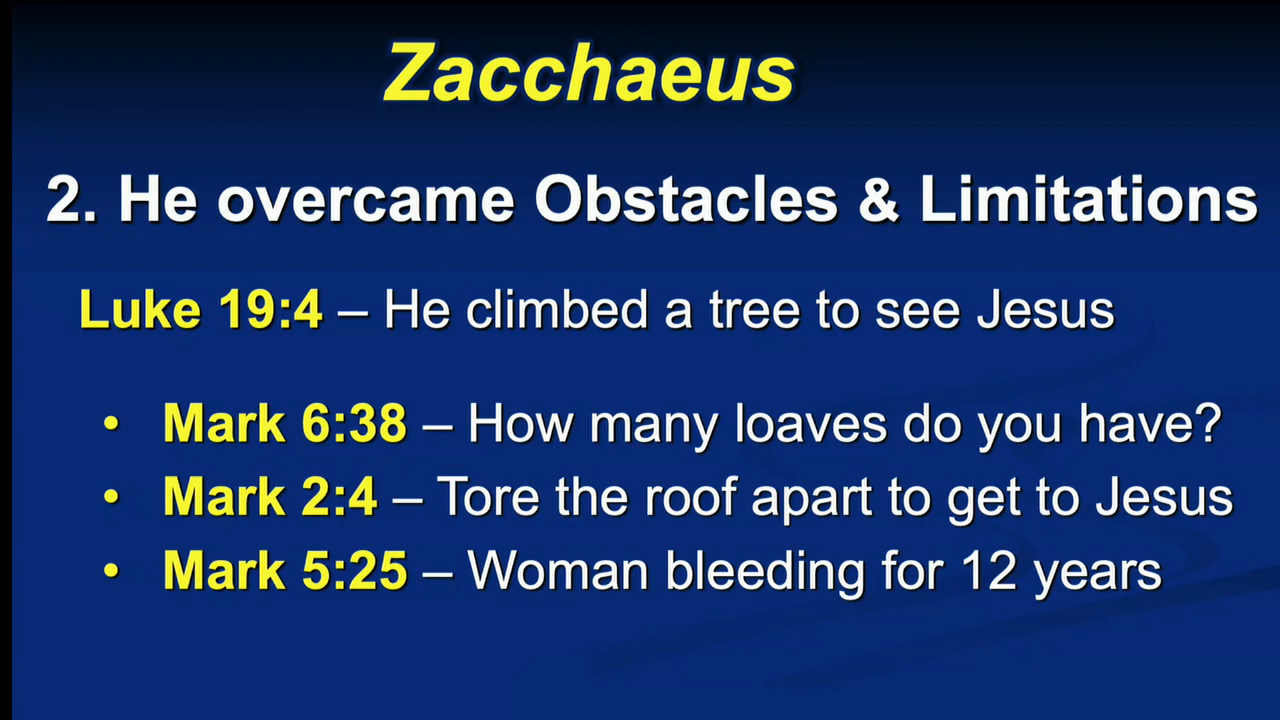 Zacchaeus
2. He overcame Obstacles & Limitations
Luke 19:4 – He climbed a tree to see Jesus
• Mark 6:38 – How many loaves do you have?
• Mark 2:4 – Tore the roof apart to get to Jesus
• Mark 5:25 – Woman bleeding for 12 years